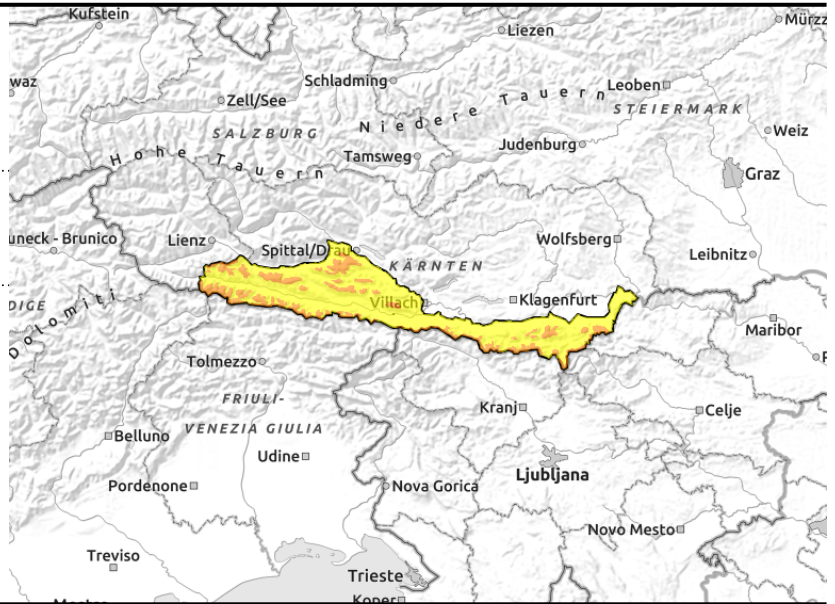 Kufstein
Mürzz
Liezen
waz
Schladming
Leoben
Zell/See
Niedere Tauern
STEIERMARK
SALZBURG
Weiz
Judenburg
Hohe Tauern
Tamsweg
Graz
uneck - Brunico
Lienz
Spittal/Drau
Wolfsberg
Leibnitz
KÄRNTEN
DIGE
Villach
Klagenfurt
Dolomiti
Maribor
Tolmezzo
P
FRIULI-
VENEZIA GIULIA
Kranj
Celje
Belluno
Udine
Ljubljana
Pordenone
Nova Gorica
Novo Mesto
Treviso
Trieste
Koper